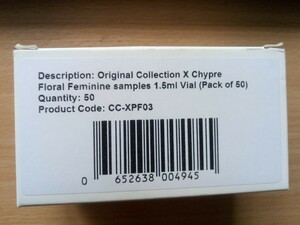 Description: Original Collection X Chypre
Floral Feminine samples 1.5ml Vial (Pack of 50)
Quantity: 50
Product Code: CC-XPF03
0 652638 004945